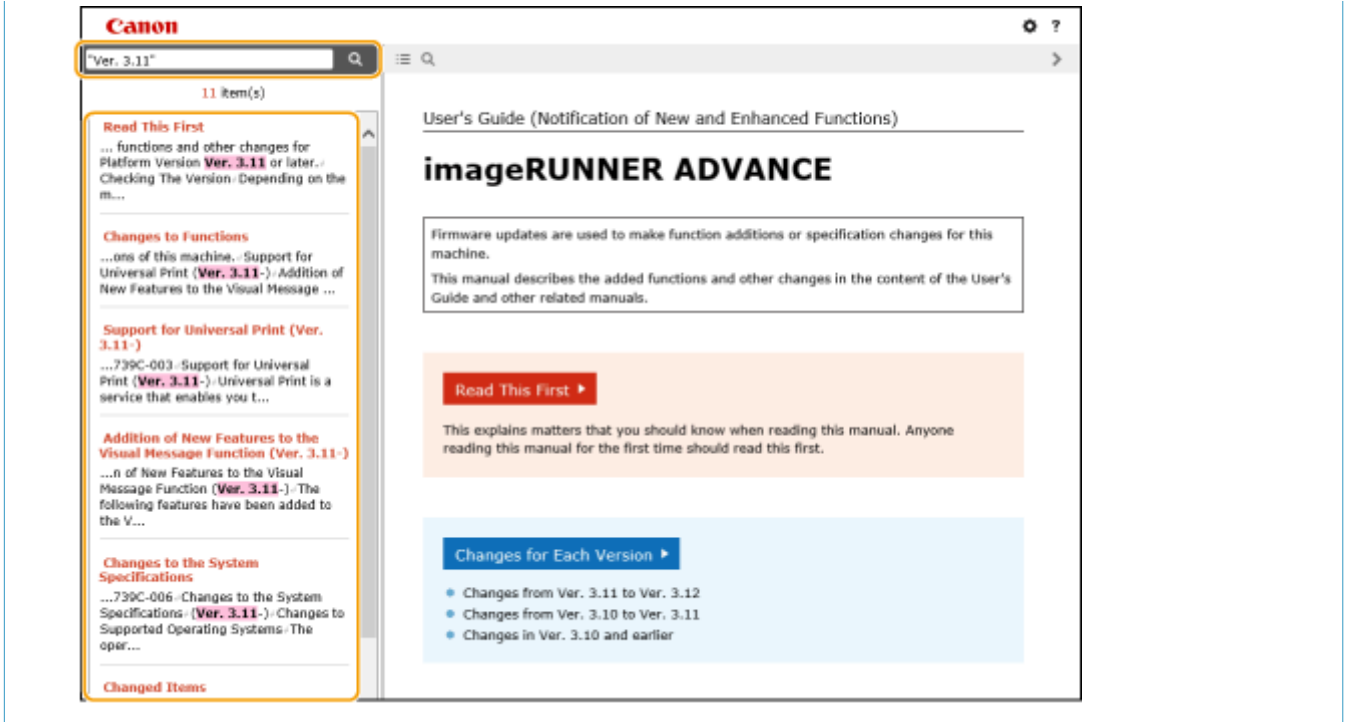 Canon
?
"Ver. 3.11"
11 item(s)
Read This First
... functions and other changes for
Platform Version Ver. 3.11 or later.
Checking The Version Depending on the
m...
Changes to Functions
...ons of this machine. Support for
Universal Print (Ver. 3.11-) Addition of
New Features to the Visual Message ...
Support for Universal Print (Ver.
3.11-)
...739C-003 Support for Universal
Print (Ver. 3.11-) Universal Print is a
service that enables you t...
Addition of New Features to the
Visual Message Function (Ver. 3.11-)
...n of New Features to the Visual
Message Function (Ver. 3.11-) The
following features have been added to
the V...
Changes to the System
Specifications
...739C-006 Changes to the System
Specifications (Ver. 3.11-) Changes to
Supported Operating Systems The
oper...
Changed Items
User's Guide (Notification of New and Enhanced Functions)
imageRUNNER ADVANCE
Firmware updates are used to make function additions or specification changes for this
machine.
This manual describes the added functions and other changes in the content of the User's
Guide and other related manuals.
Read This First
This explains matters that you should know when reading this manual. Anyone
reading this manual for the first time should read this first.
Changes for Each Version
Changes from Ver. 3.11 to Ver. 3.12
Changes from Ver. 3.10 to Ver. 3.11
Changes in Ver. 3.10 and earlier